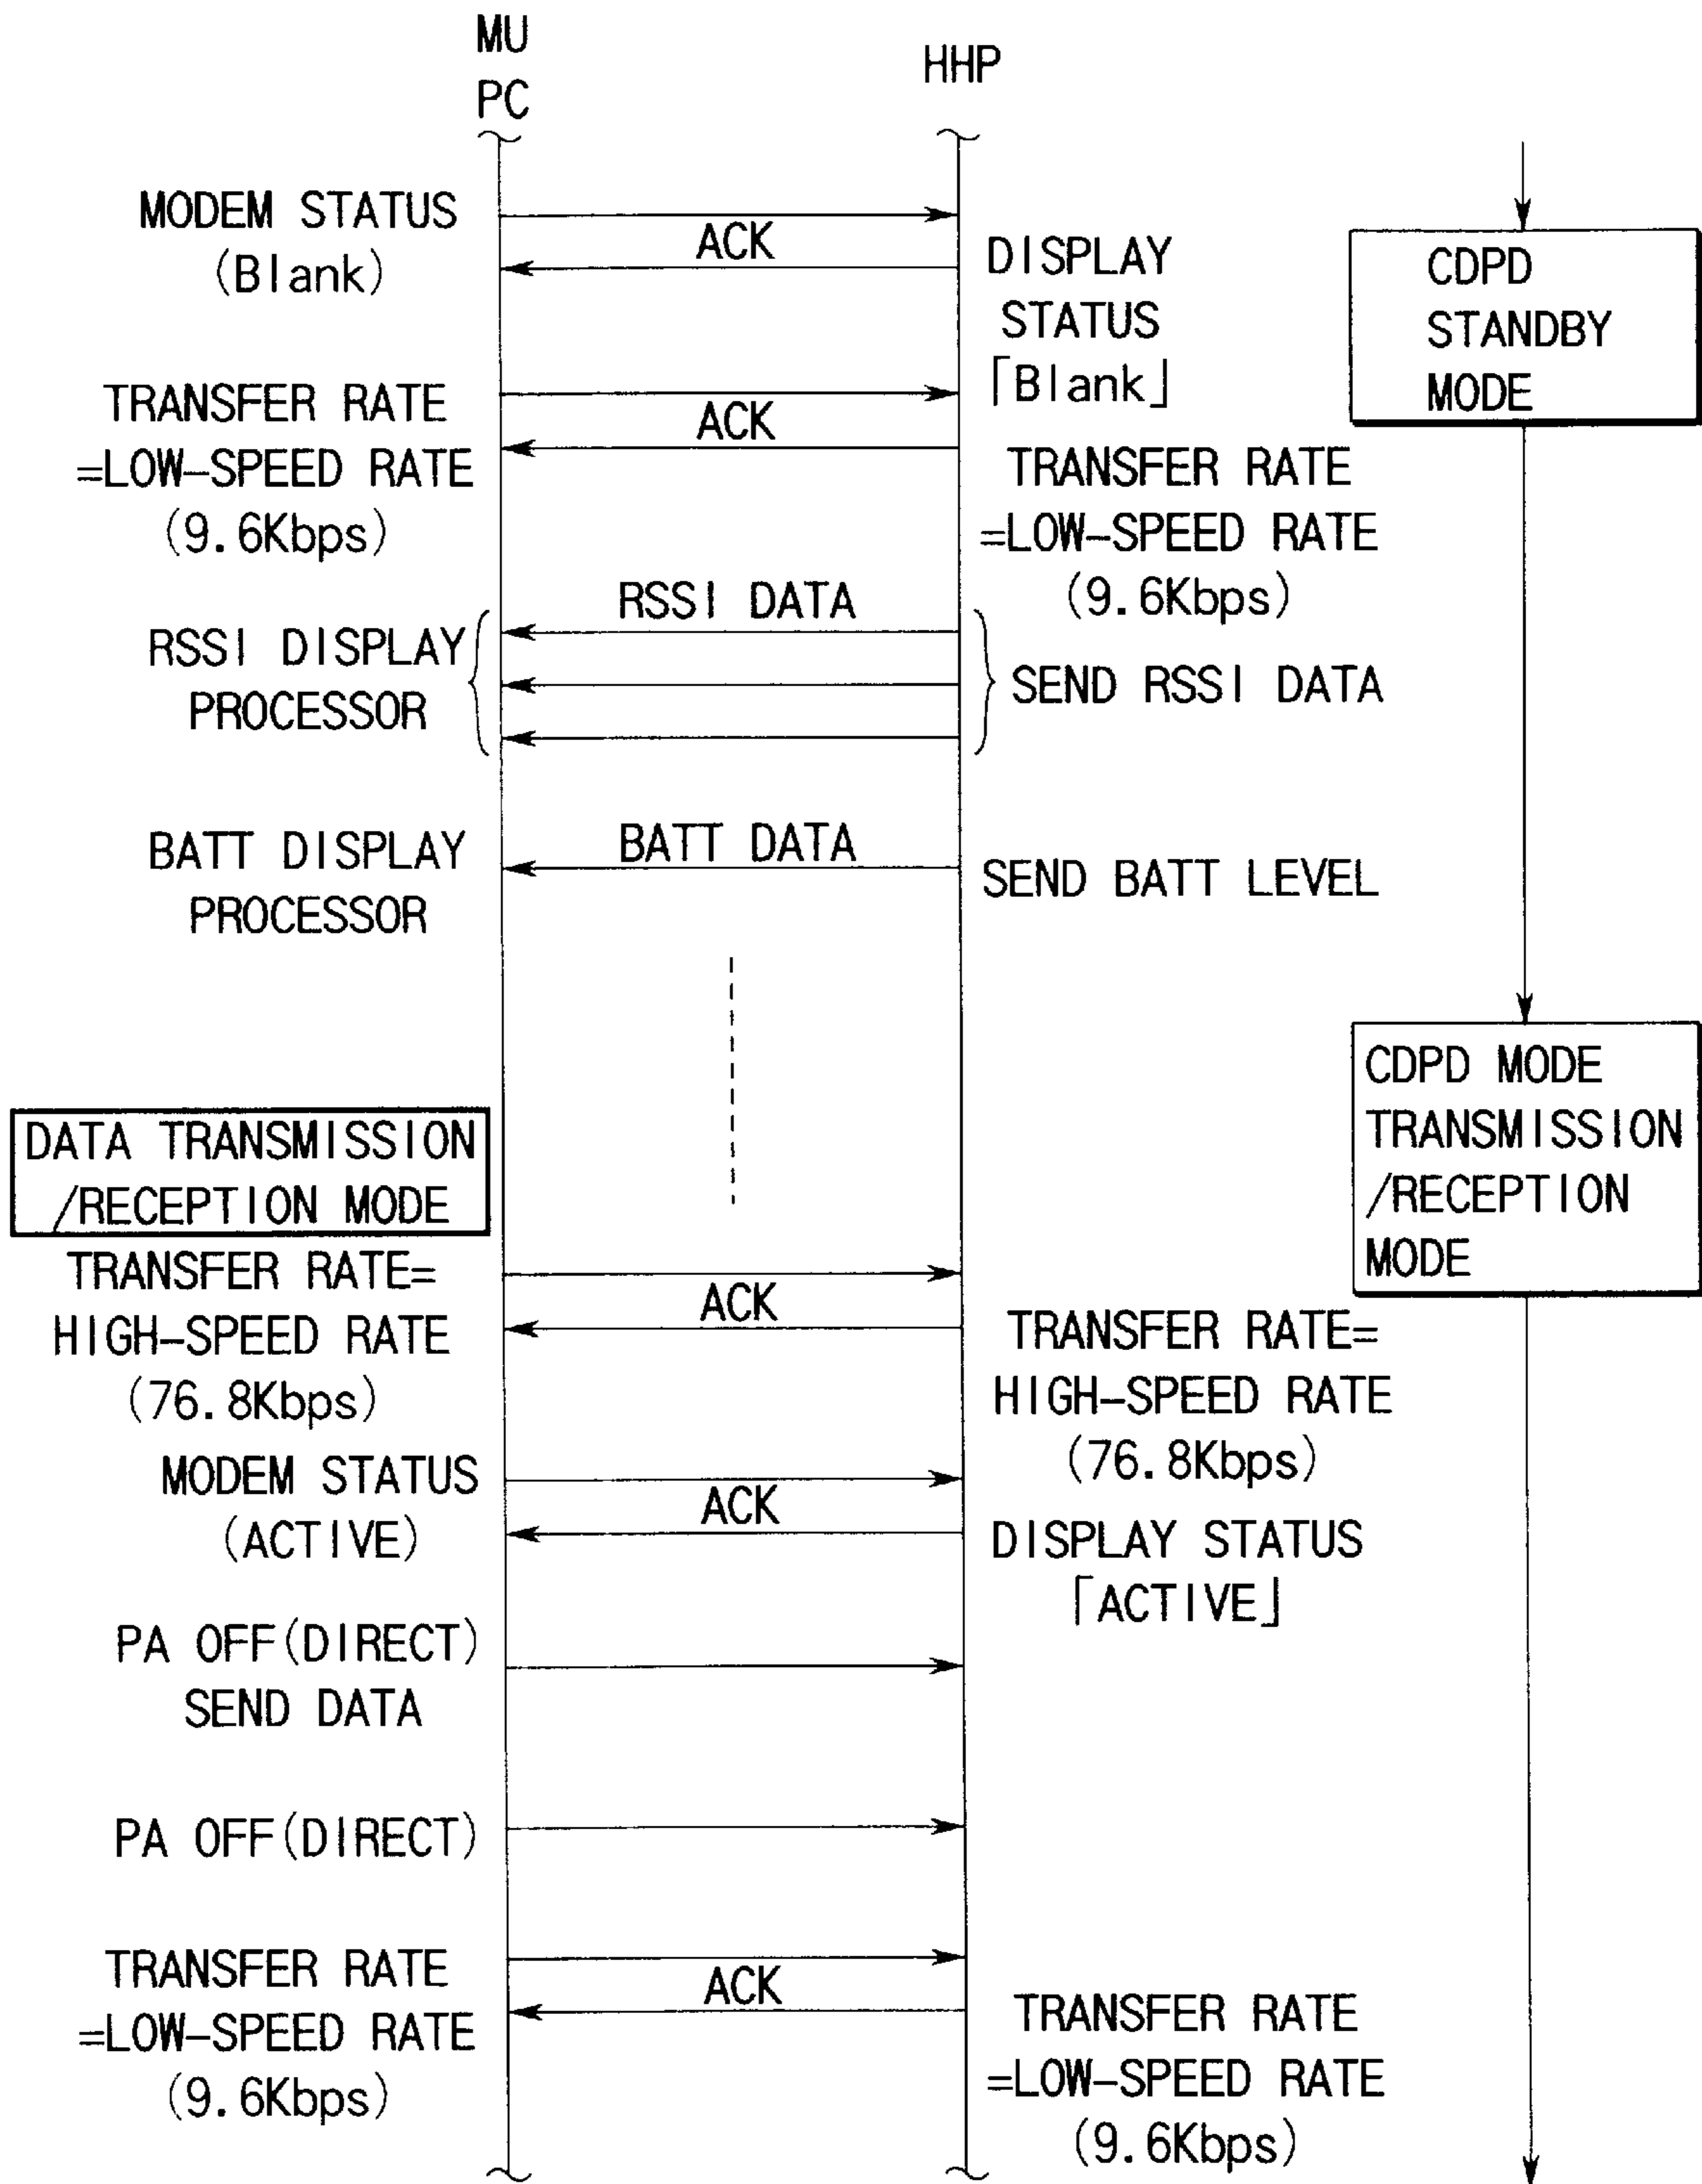 MU
PC
HHP
MODEM STATUS
(Blank)
ACK
DISPLAY
STATUS
「Blank」
CDPD
STANDBY
MODE
TRANSFER RATE
=LOW-SPEED RATE
(9.6Kbps)
ACK
TRANSFER RATE
=LOW-SPEED RATE
(9.6Kbps)
RSSI DATA
RSSI DISPLAY
PROCESSOR
SEND RSSI DATA
BATT DISPLAY
PROCESSOR
BATT DATA
SEND BATT LEVEL
CDPD MODE
TRANSMISSION
/RECEPTION
MODE
DATA TRANSMISSION
/RECEPTION MODE
TRANSFER RATE=
HIGH-SPEED RATE
(76.8Kbps)
ACK
TRANSFER RATE=
HIGH-SPEED RATE
(76.8Kbps)
MODEM STATUS
(ACTIVE)
ACK
DISPLAY STATUS
「ACTIVE」
PA OFF(DIRECT)
SEND DATA
PA OFF(DIRECT)
TRANSFER RATE
=LOW-SPEED RATE
(9.6Kbps)
ACK
TRANSFER RATE
=LOW-SPEED RATE
(9.6Kbps)